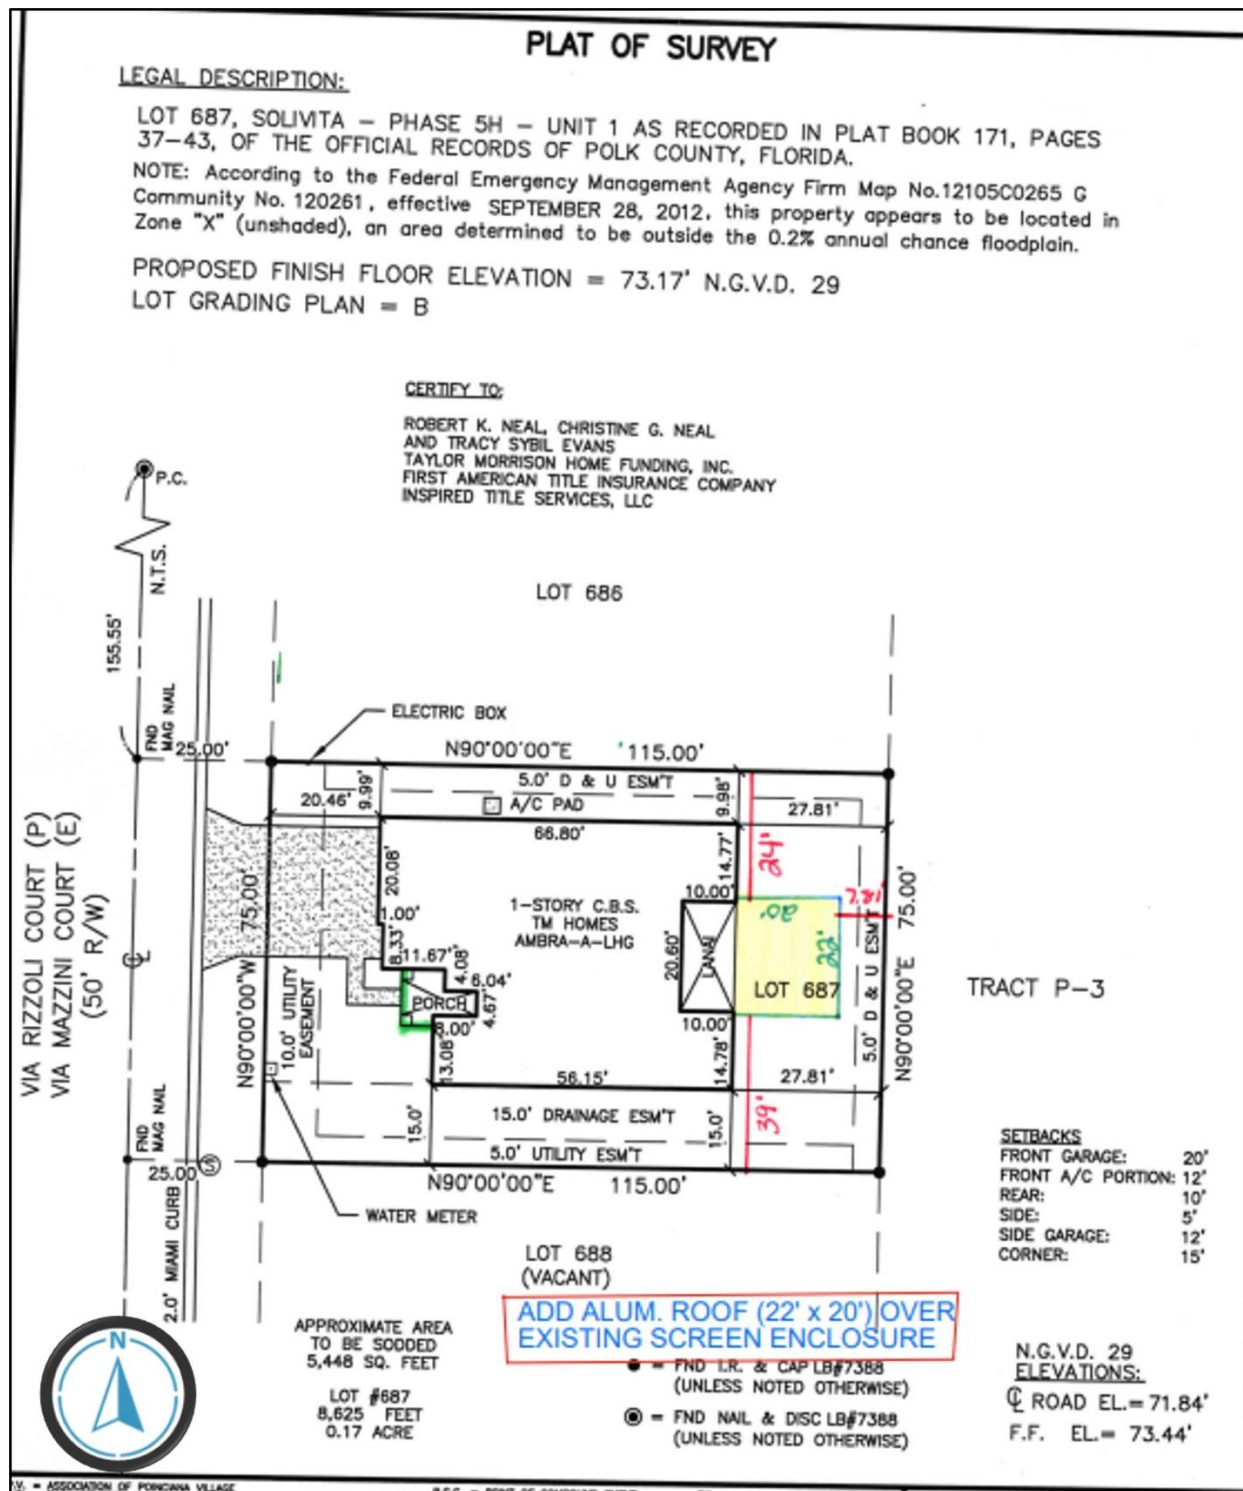 PLAT OF SURVEY
LEGAL DESCRIPTION:
LOT 687, SOLIVITA – PHASE 5H – UNIT 1 AS RECORDED IN PLAT BOOK 171, PAGES
37–43, OF THE OFFICIAL RECORDS OF POLK COUNTY, FLORIDA.
NOTE: According to the Federal Emergency Management Agency Firm Map No.12105C0265 G
Community No. 120261, effective SEPTEMBER 28, 2012, this property appears to be located in
Zone "X" (unshaded), an area determined to be outside the 0.2% annual chance floodplain.
PROPOSED FINISH FLOOR ELEVATION = 73.17' N.G.V.D. 29
LOT GRADING PLAN = B
CERTIFY TO:
ROBERT K. NEAL, CHRISTINE G. NEAL
AND TRACY SYBIL EVANS
TAYLOR MORRISON HOME FUNDING, INC.
FIRST AMERICAN TITLE INSURANCE COMPANY
INSPIRED TITLE SERVICES, LLC
P.C.
N.T.S.
155.55'
LOT 686
FND
MAG NAIL
25.00'
ELECTRIC BOX
N90°00'00"E 115.00'
5.0' D & U ESM'T
20.46'
9.99'
A/C PAD
9.98'
27.81'
66.80'
24'
VIA RIZZOLI COURT (P)
VIA MAZZINI COURT (E)
(50' R/W)
N90°00'00"W 75.00'
20.08'
14.77'
1.00'
8.33'
11.67'
4.08'
6.04'
4.67'
PORCH
8.00'
13.08'
1-STORY C.B.S.
TM HOMES
AMBRA-A-LHG
10.00'
20.60'
LANAI
10.00'
14.78'
20'
22'
7.81'
LOT 687
5.0' D & U ESM'T
N90°00'00"E 75.00'
TRACT P-3
10.0' UTILITY
EASEMENT
56.15'
27.81'
39'
15.0'
15.0' DRAINAGE ESM'T
15.0'
5.0' UTILITY ESM'T
N90°00'00"E 115.00'
FND
MAG NAIL
25.00
S
WATER METER
2.0' MIAMI CURB
SETBACKS
FRONT GARAGE: 20'
FRONT A/C PORTION: 12'
REAR: 10'
SIDE: 5'
SIDE GARAGE: 12'
CORNER: 15'
LOT 688
(VACANT)
ADD ALUM. ROOF (22' x 20') OVER
EXISTING SCREEN ENCLOSURE
N
APPROXIMATE AREA
TO BE SODDED
5,448 SQ. FEET
LOT #687
8,625 FEET
0.17 ACRE
= FND I.R. & CAP LB#7388
(UNLESS NOTED OTHERWISE)
= FND NAIL & DISC LB#7388
(UNLESS NOTED OTHERWISE)
N.G.V.D. 29
ELEVATIONS:
℄ ROAD EL.= 71.84'
F.F. EL.= 73.44'
= ASSOCIATION OF POINCIANA VILLAGE